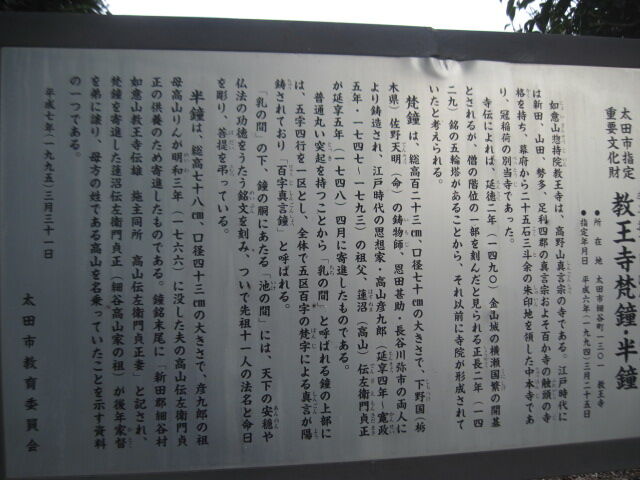 太田市指定
重要文化財
教王寺梵鐘・半鐘
●所在地 太田市細谷町一三〇一 教王寺
●指定年月日 平成六年(一九九四)三月二十五日
如意山惣持院教王寺は、高野山真言宗の寺である。江戸時代に
は新田、山田、勢多、足利四郡の真言宗およそ百か寺の触頭の寺
格を持ち、幕府から二十五石三斗余の朱印地を領した中本寺であ
り、冠稲荷の別当寺であった。
寺伝によれば、延徳二年(一四九〇)金山城の横瀬国繁の開基
とされるが、僧の階位の一部を刻んだと見られる正長二年(一四
二九)銘の五輪塔があることから、それ以前に寺院が形成されて
いたと考えられる。
梵鐘は、総高百二十三㎝、口径七十㎝の大きさで、下野国(栃
木県)佐野天明(命)の鋳物師、恩田甚助・長谷川弥市の両人に
より鋳造され、江戸時代の思想家・高山彦九郎(延享四年~寛政
五年・一七四七~一七九三)の祖父、蓮沼(高山)伝左衛門貞正
が延享五年(一七四八)四月に寄進したものである。
普通丸い突起を持つことから「乳の間」と呼ばれる鐘の上部に
は、五字四行を一区とし、全体で五区百字の梵字による真言が陽
鋳されており「百字真言鐘」と呼ばれる。
「乳の間」の下、鐘の胴にあたる「池の間」には、天下の安穏や
仏法の功徳をうたう銘文を刻み、ついで先祖十一人の法名と命日
を彫り、菩提を弔っている。
半鐘は、総高七十八㎝、口径四十三㎝の大きさで、彦九郎の祖
母高山りんが明和三年(一七六六)に没した夫の高山伝左衛門貞
正の供養のため寄進したものである。鐘銘末尾に「新田郡細谷村
如意山教王寺伝雄 施主同所 高山伝左衛門貞正妻」と記され、
梵鐘を寄進した蓮沼伝左衛門貞正(細谷高山家の祖)が後年家督
を弟に譲り、母方の姓である高山を名乗っていたことを示す資料
の一つである。
平成七年(一九九五)三月三十一日
太田市教育委員会